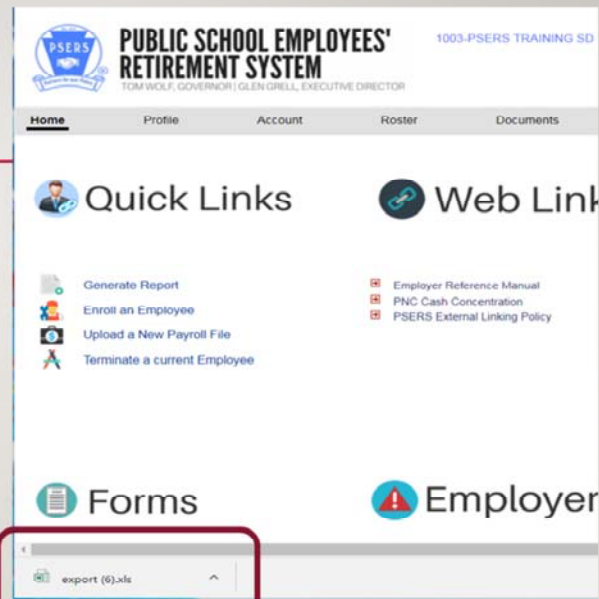 PSERS
PUBLIC SCHOOL EMPLOYEES'
RETIREMENT SYSTEM
TOM WOLF, GOVERNOR | GLEN GRELL, EXECUTIVE DIRECTOR
1003-PSERS TRAINING SD
Home Profile Account Roster Documents
Quick Links
Generate Report
Enroll an Employee
Upload a New Payroll File
Terminate a current Employee
Web Link
Employer Reference Manual
PNC Cash Concentration
PSERS External Linking Policy
Forms
Employer
export (6).xls